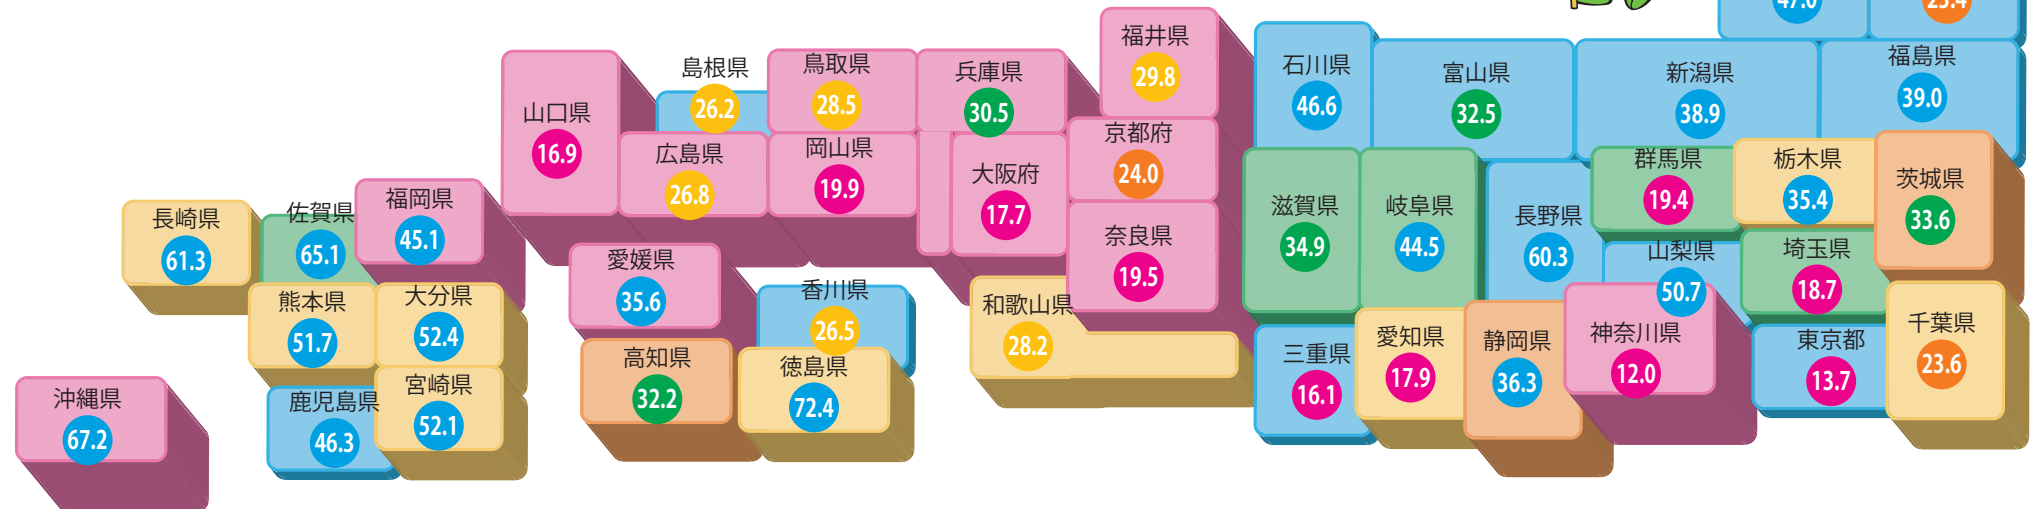 47.0
23.4
福井県
29.8
島根県
26.2
鳥取県
28.5
兵庫県
30.5
石川県
46.6
富山県
32.5
新潟県
38.9
福島県
39.0
山口県
16.9
広島県
26.8
岡山県
19.9
大阪府
17.7
京都府
24.0
奈良県
19.5
和歌山県
28.2
滋賀県
34.9
岐阜県
44.5
長野県
60.3
群馬県
19.4
栃木県
35.4
茨城県
33.6
山梨県
50.7
埼玉県
18.7
三重県
16.1
愛知県
17.9
静岡県
36.3
神奈川県
12.0
東京都
13.7
千葉県
23.6
長崎県
61.3
佐賀県
65.1
福岡県
45.1
熊本県
51.7
大分県
52.4
鹿児島県
46.3
宮崎県
52.1
沖縄県
67.2
愛媛県
35.6
香川県
26.5
高知県
32.2
徳島県
72.4